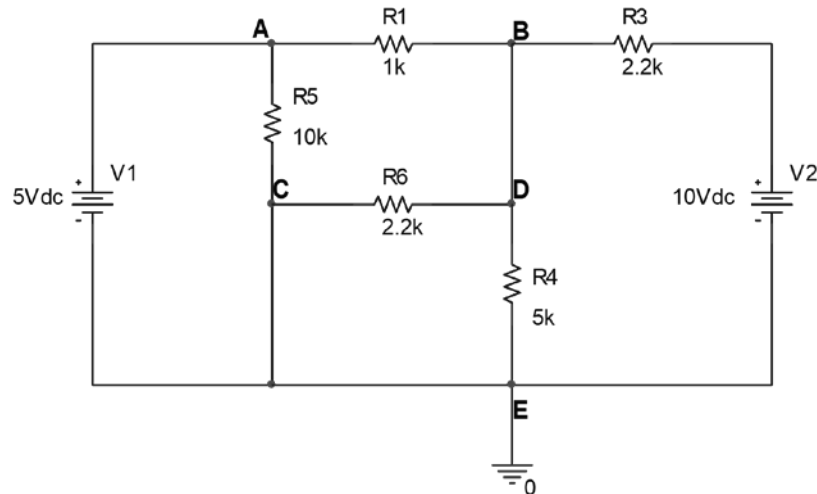 R1
A
B
R3
1k
2.2k
R5
10k
V1
5Vdc
C
R6
2.2k
D
V2
10Vdc
R4
5k
E
0
+
-
+
-